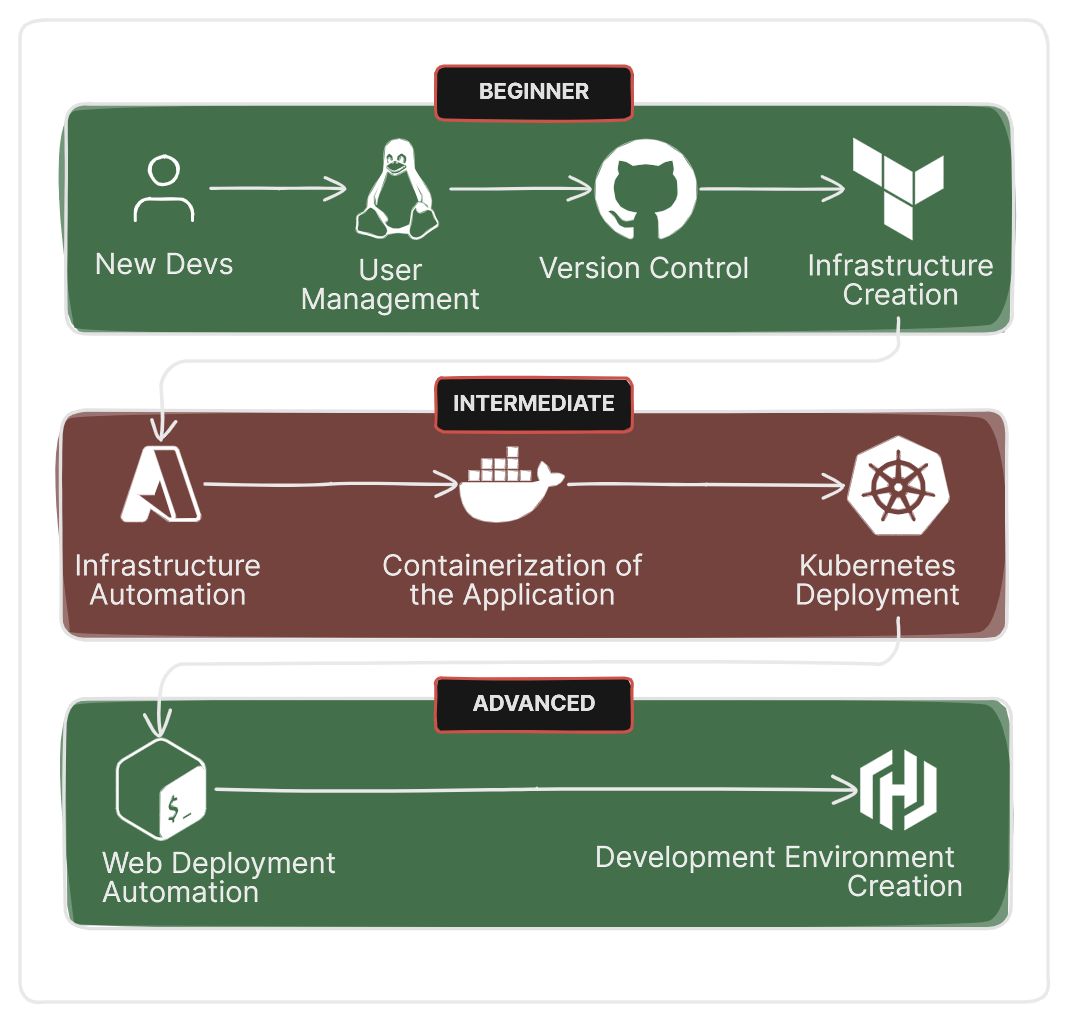 BEGINNER
New Devs
User
Management
Version Control
Infrastructure
Creation
INTERMEDIATE
Infrastructure
Automation
Containerization of
the Application
Kubernetes
Deployment
ADVANCED
$_
Web Deployment
Automation
Development Environment
Creation